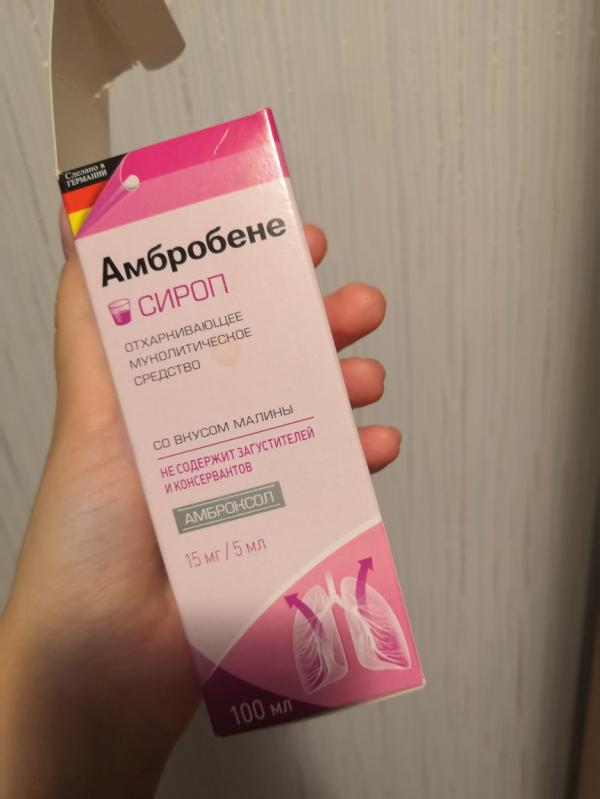 Сделано в
ГЕРМАНИИ
Амбробене
СИРОП
ОТХАРКИВАЮЩЕЕ
МУКОЛИТИЧЕСКОЕ
СРЕДСТВО
СО ВКУСОМ МАЛИНЫ
НЕ СОДЕРЖИТ ЗАГУСТИТЕЛЕЙ
И КОНСЕРВАНТОВ
АМБРОКСОЛ
15 мг / 5 мл
100 мл